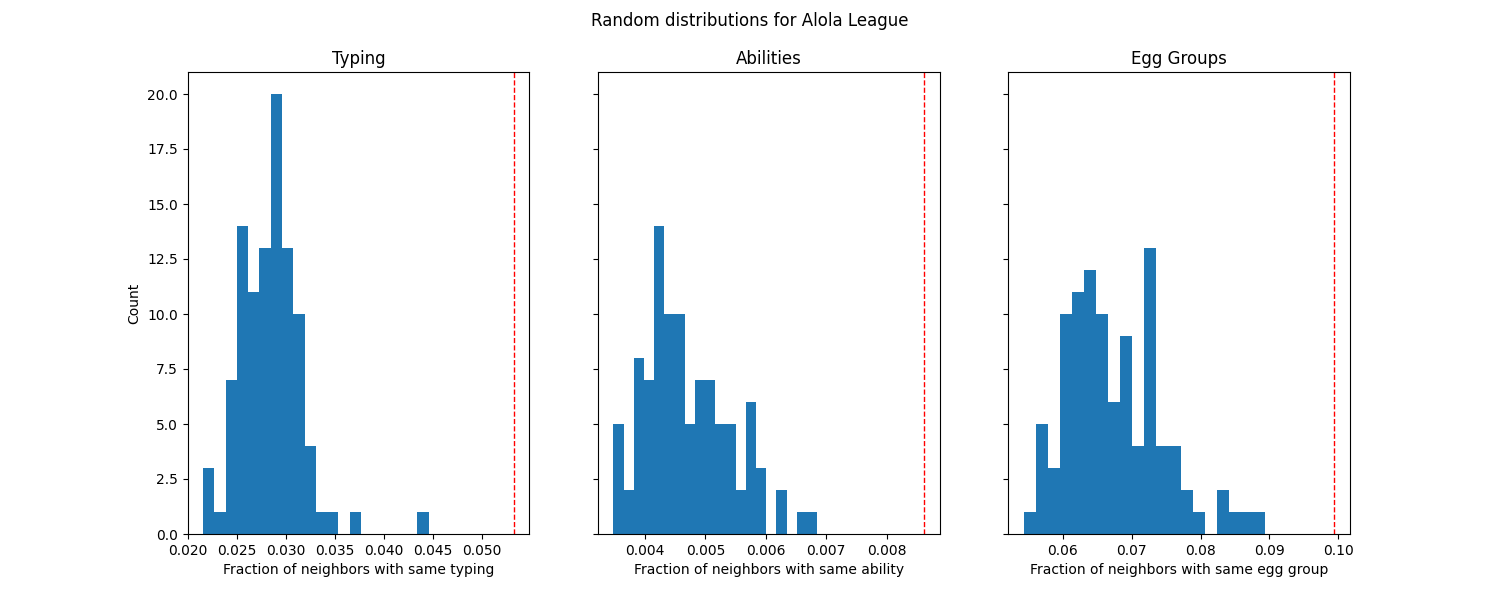 Random distributions for Alola League
Typing
Abilities
Egg Groups
20.0
17.5
15.0
12.5
10.0
7.5
5.0
2.5
0.0
Count
0.020 0.025 0.030 0.035 0.040 0.045 0.050
Fraction of neighbors with same typing
0.004 0.005 0.006 0.007 0.008
Fraction of neighbors with same ability
0.06 0.07 0.08 0.09 0.10
Fraction of neighbors with same egg group